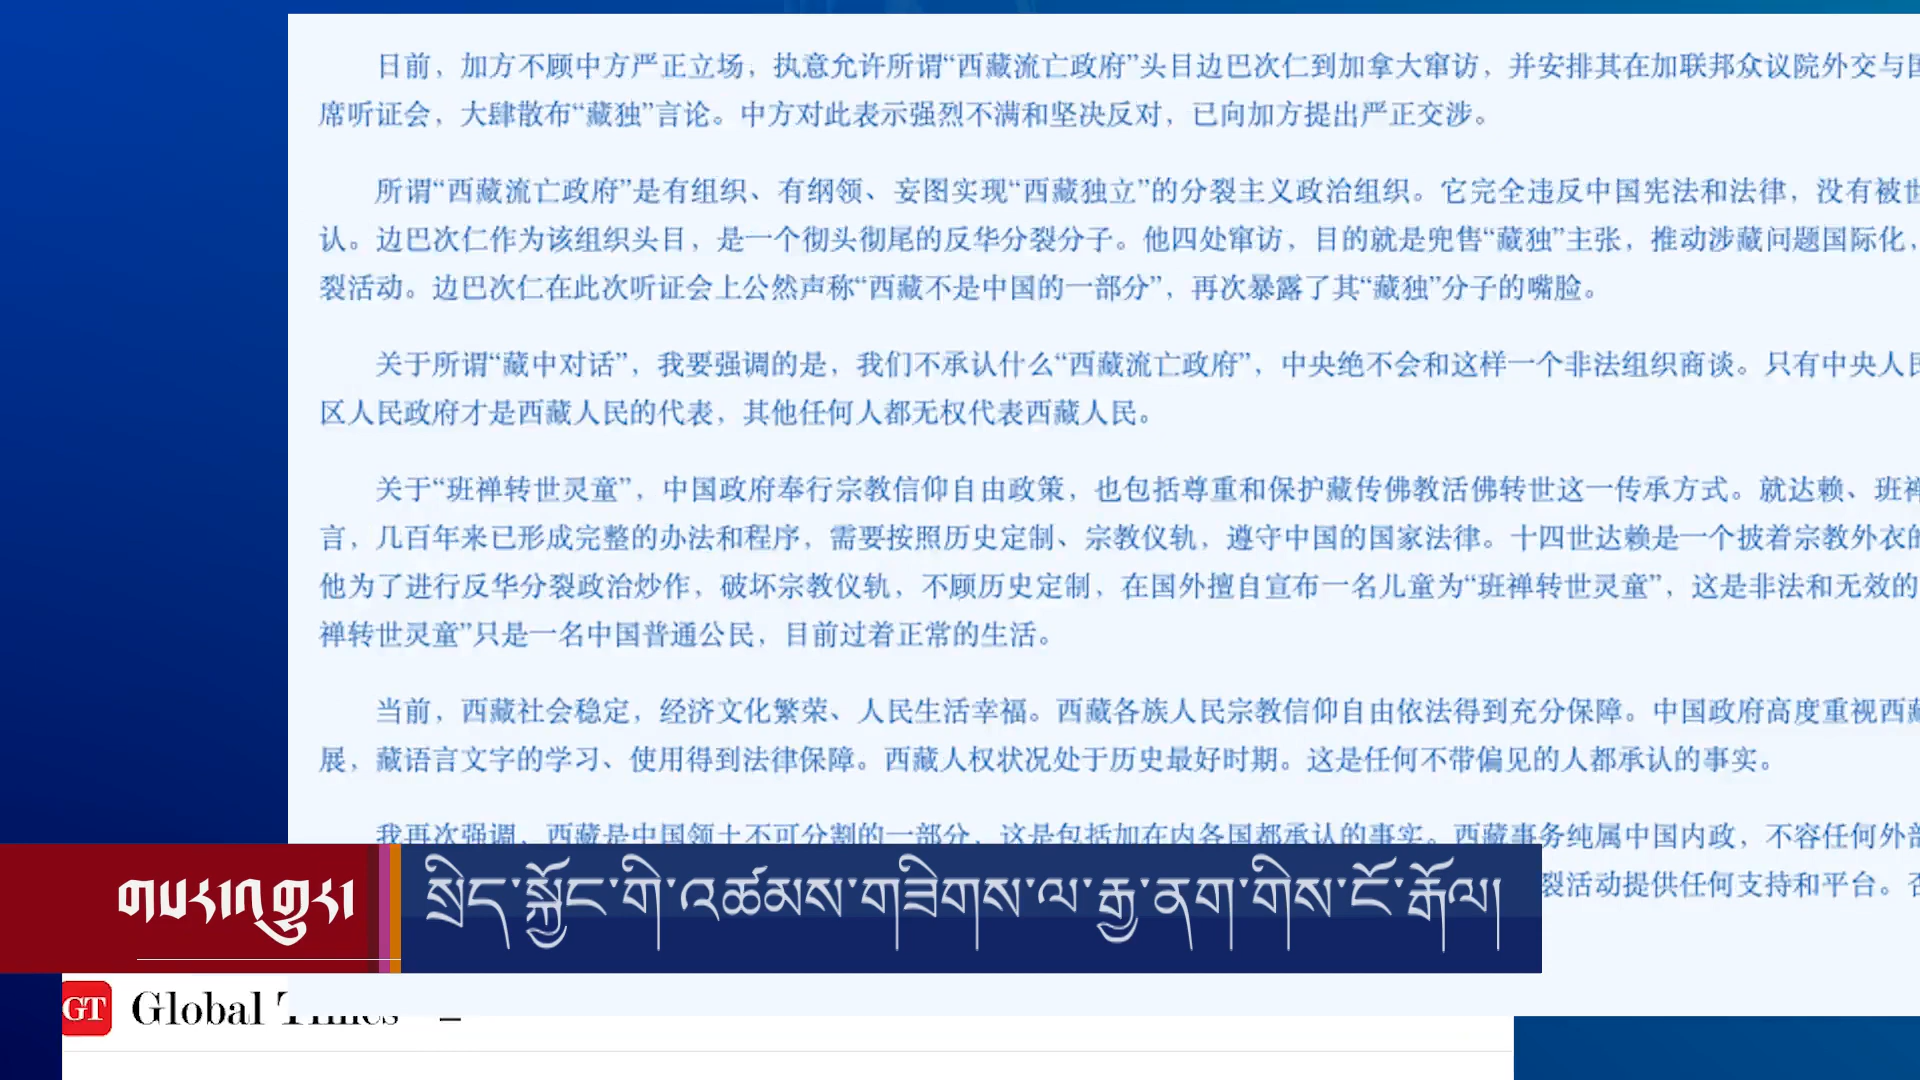 日前，加方不顾中方严正立场，执意允许所谓“西藏流亡政府”头目边巴次仁到加拿大窜访，并安排其在加联邦众议院外交与国
席听证会，大肆散布“藏独”言论。中方对此表示强烈不满和坚决反对，已向加方提出严正交涉。
所谓“西藏流亡政府”是有组织、有纲领、妄图实现“西藏独立”的分裂主义政治组织。它完全违反中国宪法和法律，没有被世
认。边巴次仁作为该组织头目，是一个彻头彻尾的反华分裂分子。他四处窜访，目的就是兜售“藏独”主张，推动涉藏问题国际化，
裂活动。边巴次仁在此次听证会上公然声称“西藏不是中国的一部分”，再次暴露了其“藏独”分子的嘴脸。
关于所谓“藏中对话”，我要强调的是，我们不承认什么“西藏流亡政府”，中央绝不会和这样一个非法组织商谈。只有中央人民
区人民政府才是西藏人民的代表，其他任何人都无权代表西藏人民。
关于“班禅转世灵童”，中国政府奉行宗教信仰自由政策，也包括尊重和保护藏传佛教活佛转世这一传承方式。就达赖、班禅
言，几百年来已形成完整的办法和程序，需要按照历史定制、宗教仪轨，遵守中国的国家法律。十四世达赖是一个披着宗教外衣的
他为了进行反华分裂政治炒作，破坏宗教仪轨，不顾历史定制，在国外擅自宣布一名儿童为“班禅转世灵童”，这是非法和无效的
禅转世灵童”只是一名中国普通公民，目前过着正常的生活。
当前，西藏社会稳定，经济文化繁荣、人民生活幸福。西藏各族人民宗教信仰自由依法得到充分保障。中国政府高度重视西藏
展，藏语言文字的学习、使用得到法律保障。西藏人权状况处于历史最好时期。这是任何不带偏见的人都承认的事实。
我再次强调，西藏是中国领土不可分割的一部分，这是包括加在内各国都承认的事实。西藏事务纯属中国内政，不容任何外部
裂活动提供任何支持和平台。否
གསར་འགྱུར།
སྲིད་སྐྱོང་གི་འཚམས་གཟིགས་ལ་རྒྱ་ནག་གིས་ངོ་རྒོལ།
GT Global Times